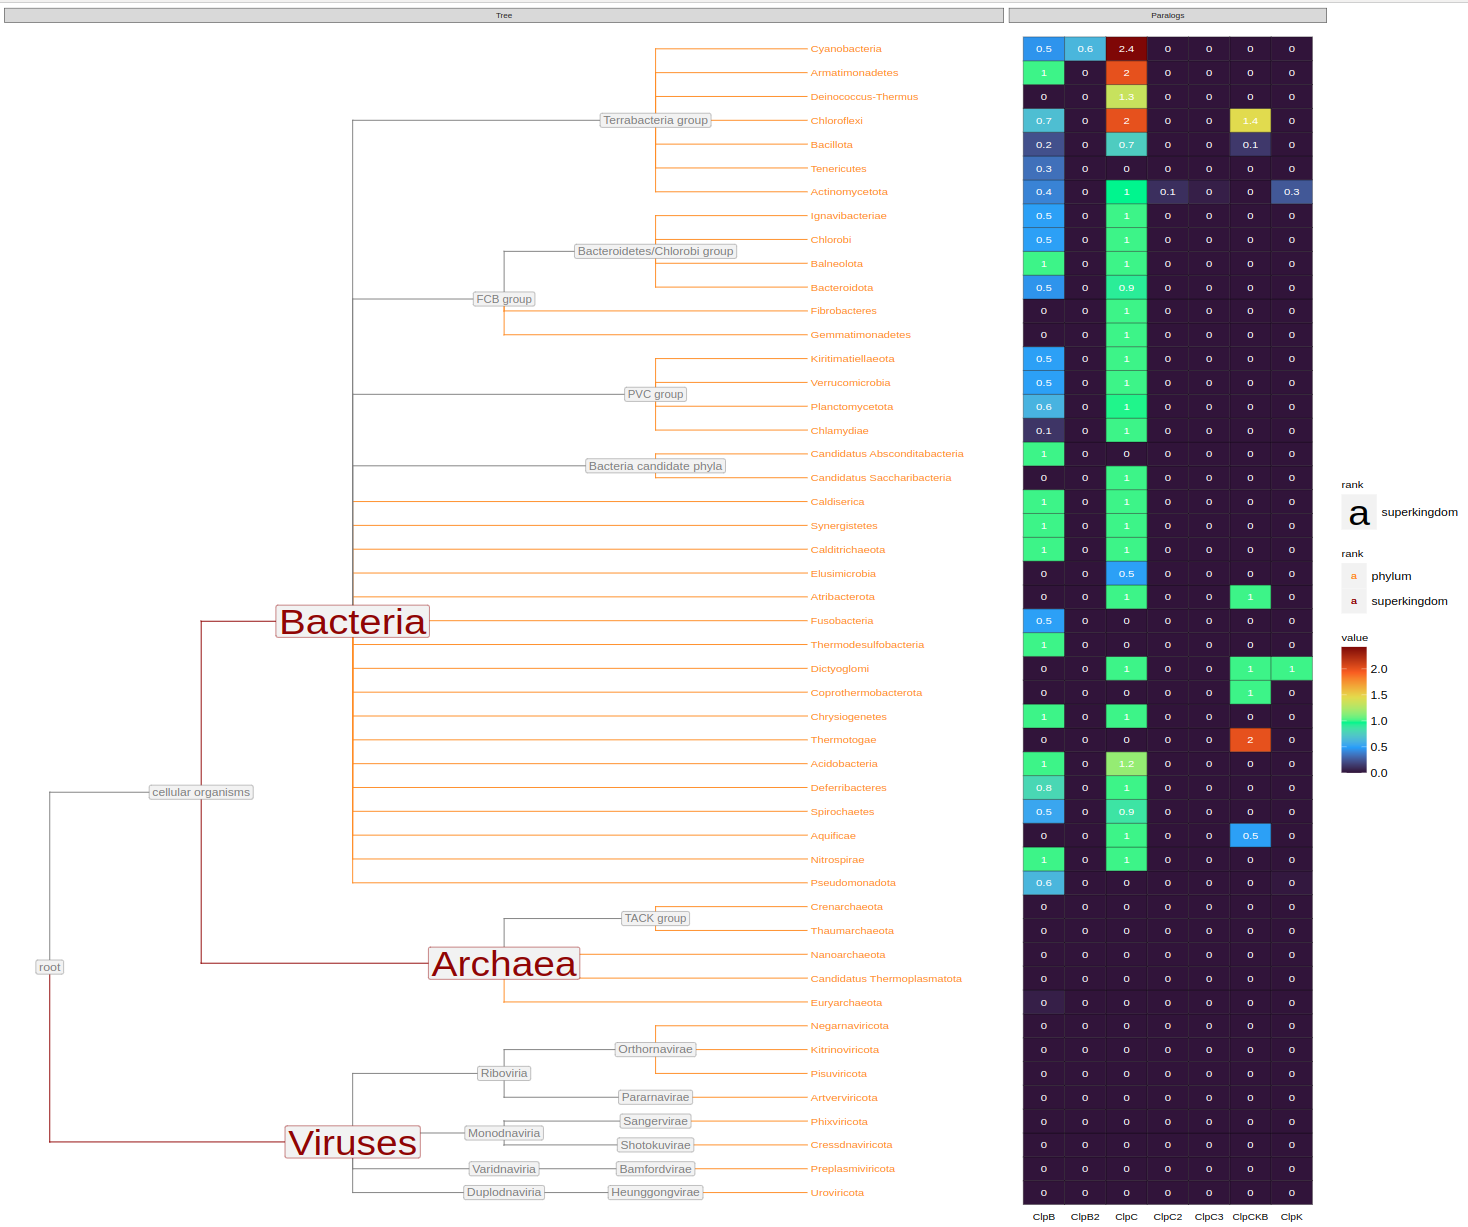 Tree Paralogs
Cyanobacteria 0.5 0.6 2.4 0 0 0 0
Armatimonadetes 1 0 2 0 0 0 0
Deinococcus-Thermus 0 0 1.3 0 0 0 0
Terrabacteria group Chloroflexi 0.7 0 2 0 0 1.4 0
Bacillota 0.2 0 0.7 0 0 0.1 0
Tenericutes 0.3 0 0 0 0 0 0
Actinomycetota 0.4 0 1 0.1 0 0 0.3
Ignavibacteriae 0.5 0 1 0 0 0 0
Chlorobi 0.5 0 1 0 0 0 0
Bacteroidetes/Chlorobi group
Balneolota 1 0 1 0 0 0 0
Bacteroidota 0.5 0 0.9 0 0 0 0
FCB group
Fibrobacteres 0 0 1 0 0 0 0
Gemmatimonadetes 0 0 1 0 0 0 0
Kiritimatiellaeota 0.5 0 1 0 0 0 0
Verrucomicrobia 0.5 0 1 0 0 0 0
PVC group
Planctomycetota 0.6 0 1 0 0 0 0
Chlamydiae 0.1 0 1 0 0 0 0
Candidatus Absconditabacteria 1 0 0 0 0 0 0
Bacteria candidate phyla
Candidatus Saccharibacteria 0 0 1 0 0 0 0
Caldiserica 1 0 1 0 0 0 0
Synergistetes 1 0 1 0 0 0 0
Calditrichaeota 1 0 1 0 0 0 0
Elusimicrobia 0 0 0.5 0 0 0 0
Atribacterota 0 0 1 0 0 1 0
Bacteria Fusobacteria 0.5 0 0 0 0 0 0
Thermodesulfobacteria 1 0 0 0 0 0 0
Dictyoglomi 0 0 1 0 0 1 1
Coprothermobacterota 0 0 0 0 0 1 0
Chrysiogenetes 1 0 1 0 0 0 0
Thermotogae 0 0 0 0 0 2 0
Acidobacteria 1 0 1.2 0 0 0 0
cellular organisms Deferribacteres 0.8 0 1 0 0 0 0
Spirochaetes 0.5 0 0.9 0 0 0 0
Aquificae 0 0 1 0 0 0.5 0
Nitrospirae 1 0 1 0 0 0 0
Pseudomonadota 0.6 0 0 0 0 0 0
Crenarchaeota 0 0 0 0 0 0 0
TACK group
Thaumarchaeota 0 0 0 0 0 0 0
Nanoarchaeota 0 0 0 0 0 0 0
root Archaea
Candidatus Thermoplasmatota 0 0 0 0 0 0 0
Euryarchaeota 0 0 0 0 0 0 0
Negarnaviricota 0 0 0 0 0 0 0
Orthornavirae Kitrinoviricota 0 0 0 0 0 0 0
Riboviria Pisuviricota 0 0 0 0 0 0 0
Pararnavirae Artverviricota 0 0 0 0 0 0 0
Sangervirae Phixviricota 0 0 0 0 0 0 0
Viruses Monodnaviria
Shotokuvirae Cressdnaviricota 0 0 0 0 0 0 0
Varidnaviria Bamfordvirae Preplasmiviricota 0 0 0 0 0 0 0
Duplodnaviria Heunggongvirae Uroviricota 0 0 0 0 0 0 0
ClpB ClpB2 ClpC ClpC2 ClpC3 ClpCKB ClpK
rank
a superkingdom
rank
a phylum
a superkingdom
value
2.0
1.5
1.0
0.5
0.0